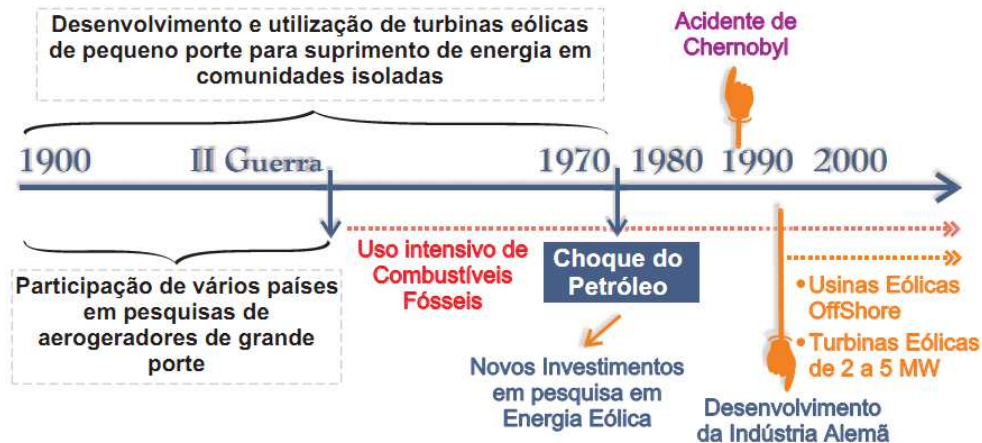 Desenvolvimento e utilização de turbinas eólicas
de pequeno porte para suprimento de energia em
comunidades isoladas
Acidente de
Chernobyl
1900 II Guerra 1970 1980 1990 2000
Participação de vários países
em pesquisas de
aerogeradores de grande
porte
Uso intensivo de
Combustíveis
Fósseis
Choque do
Petróleo
Novos Investimentos
em pesquisa em
Energia Eólica
• Usinas Eólicas
OffShore
• Turbinas Eólicas
de 2 a 5 MW
Desenvolvimento
da Indústria Alemã